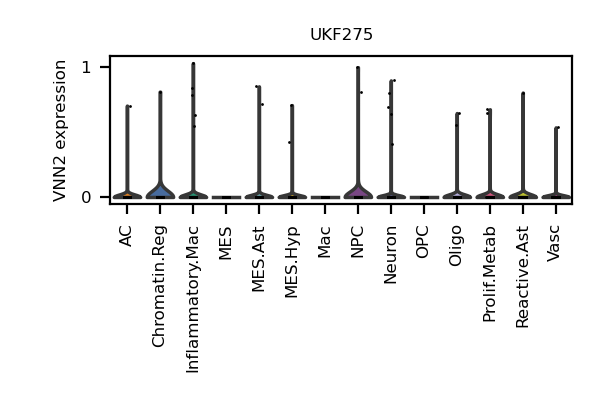 UKF275
VNN2 expression
1
0
AC
Chromatin.Reg
Inflammatory.Mac
MES
MES.Ast
MES.Hyp
Mac
NPC
Neuron
OPC
Oligo
Prolif.Metab
Reactive.Ast
Vasc